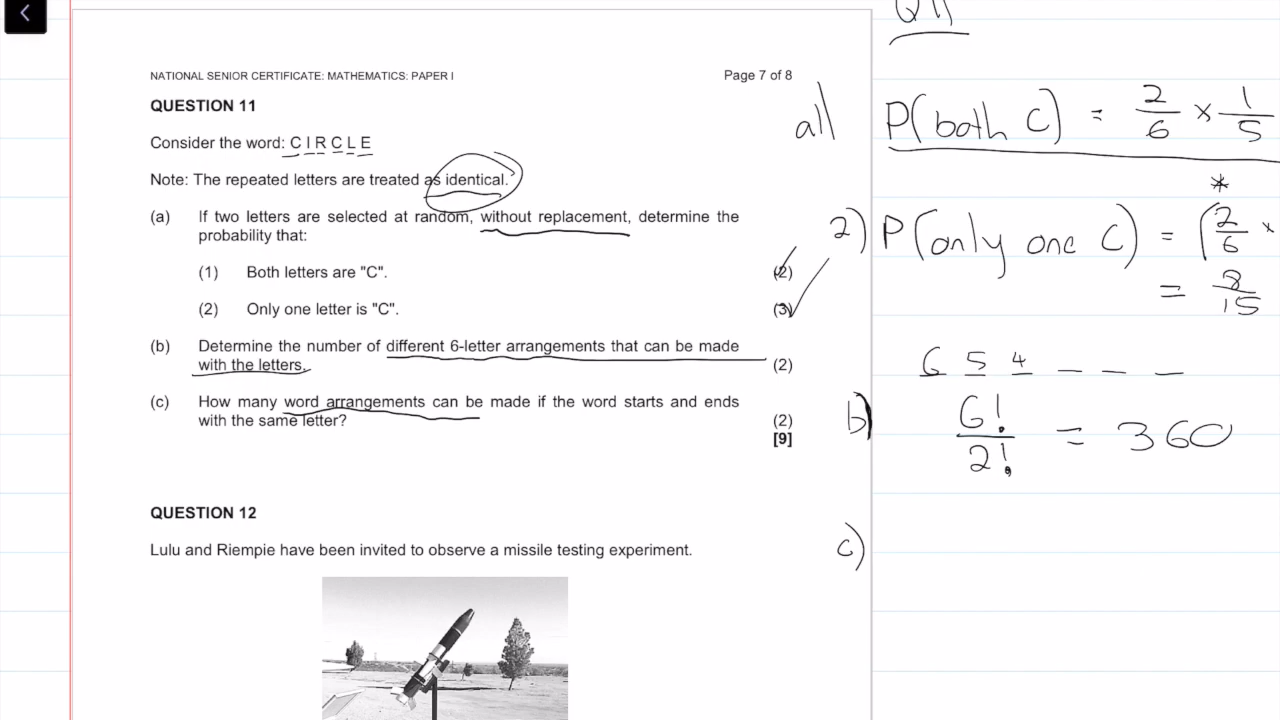 NATIONAL SENIOR CERTIFICATE: MATHEMATICS: PAPER I Page 7 of 8
QUESTION 11
Consider the word: C I R C L E
Note: The repeated letters are treated as identical.
(a) If two letters are selected at random, without replacement, determine the
probability that:
(1) Both letters are "C". (2)
(2) Only one letter is "C". (3)
(b) Determine the number of different 6-letter arrangements that can be made
with the letters. (2)
(c) How many word arrangements can be made if the word starts and ends
with the same letter? (2)
[9]
QUESTION 12
Lulu and Riempie have been invited to observe a missile testing experiment.
Q11
all
P(both C) = 2/6 × 1/5
*
2) P(only one C) = (2/6 ×
= 8/15
6 5 4 _ _ _
b) 6!/2! = 360
c)